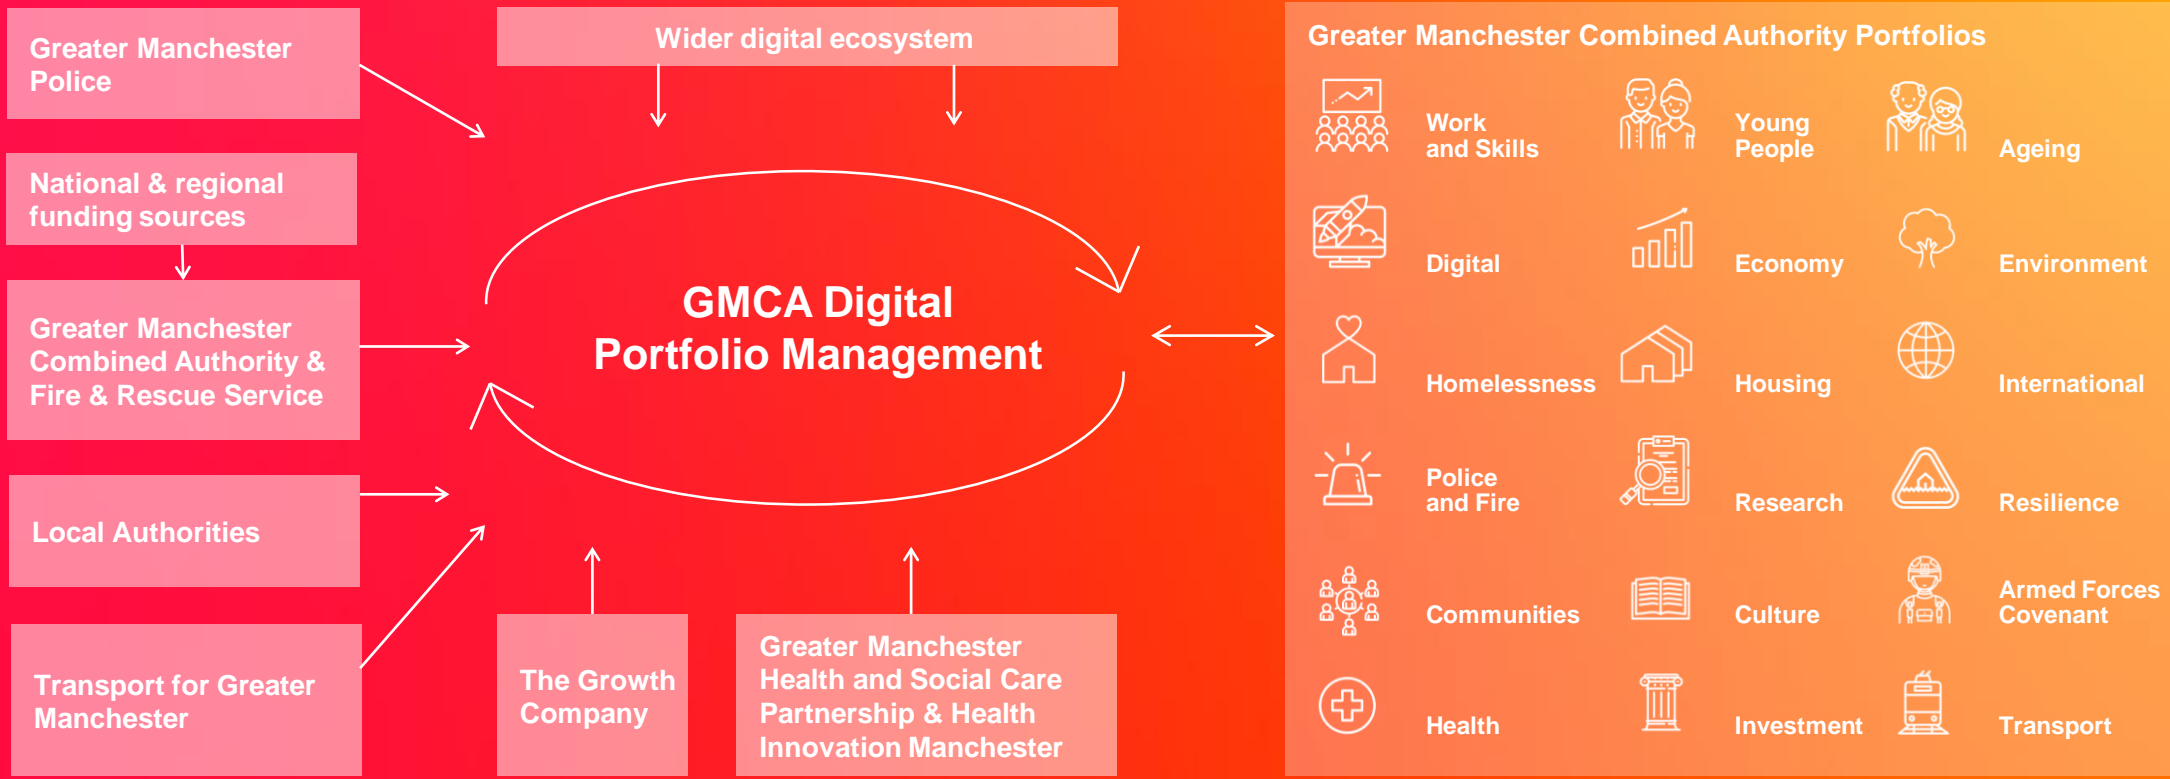 Greater Manchester
Police
National & regional
funding sources
Greater Manchester
Combined Authority &
Fire & Rescue Service
Local Authorities
Transport for Greater
Manchester
Wider digital ecosystem
GMCA Digital
Portfolio Management
The Growth
Company
Greater Manchester
Health and Social Care
Partnership & Health
Innovation Manchester
Greater Manchester Combined Authority Portfolios
Work
and Skills
Young
People
Ageing
Digital
Economy
Environment
Homelessness
Housing
International
Police
and Fire
Research
Resilience
Communities
Culture
Armed Forces
Covenant
Health
Investment
Transport